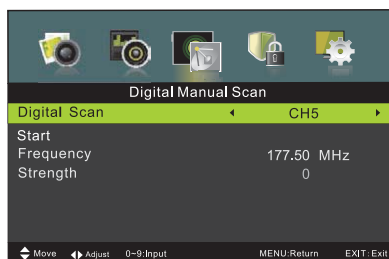 Digital Manual Scan
Digital Scan CH5
Start
Frequency 177.50 MHz
Strength 0
Move Adjust 0~9:Input MENU:Return EXIT:Exit